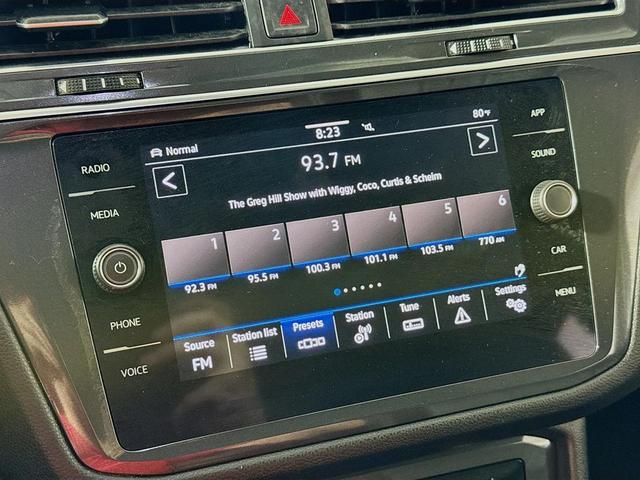 RADIO
MEDIA
PHONE
VOICE
Normal
8:23
80°F
93.7 FM
The Greg Hill Show with Wiggy, Coco, Curtis & Scheim
1
2
3
4
5
6
92.3 FM
95.5 FM
100.3 FM
101.1 FM
103.5 FM
770 AM
Source
FM
Station list
Presets
Station
Tune
Alerts
Settings
APP
SOUND
CAR
MENU